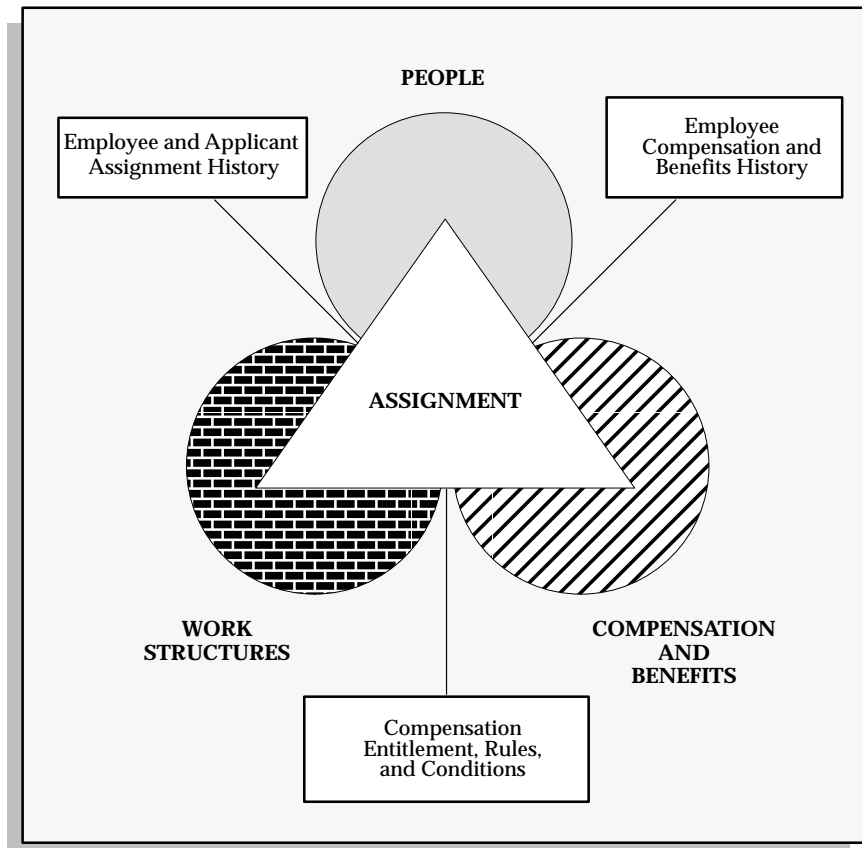 PEOPLE
Employee and Applicant
Assignment History
Employee
Compensation and
Benefits History
ASSIGNMENT
WORK
STRUCTURES
COMPENSATION
AND
BENEFITS
Compensation
Entitlement, Rules,
and Conditions